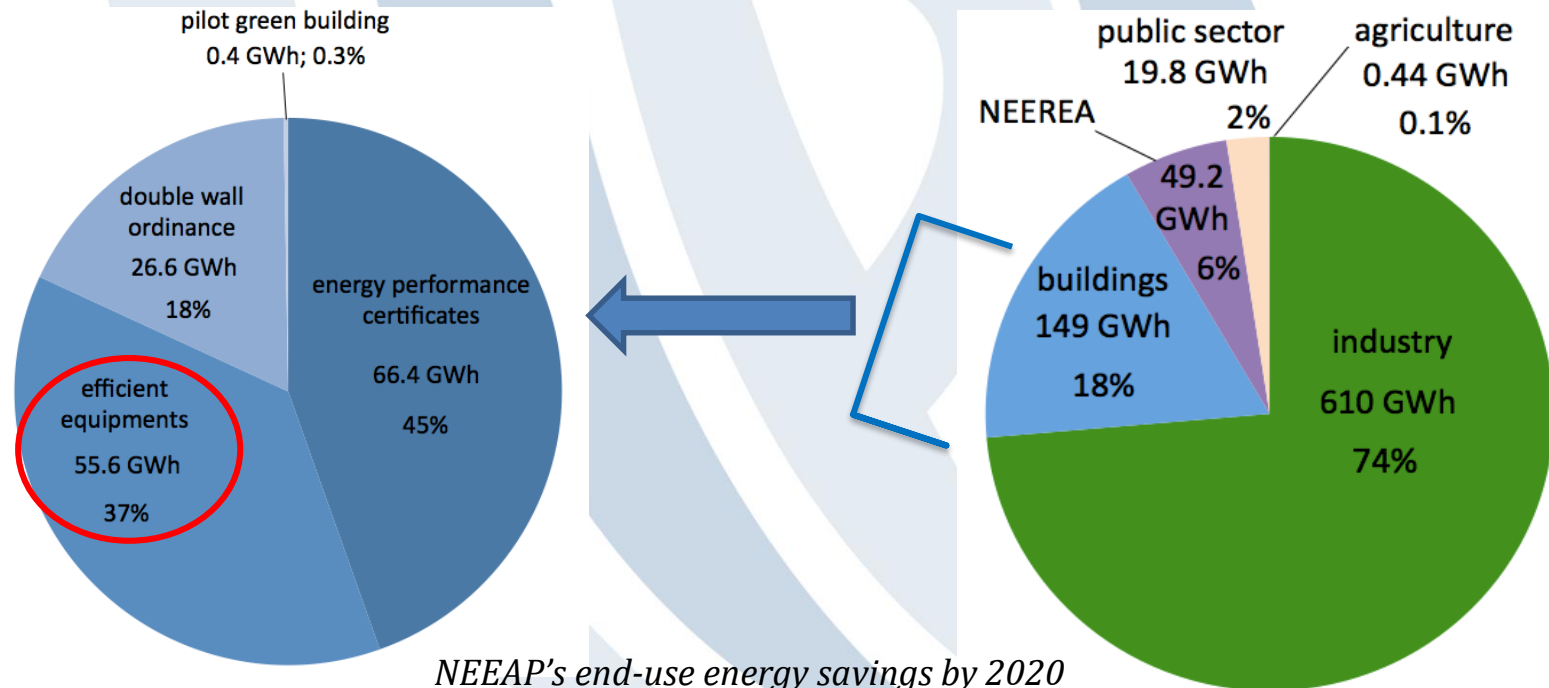 pilot green building
0.4 GWh; 0.3%
double wall
ordinance
26.6 GWh
18%
energy performance
certificates
66.4 GWh
45%
efficient
equipments
55.6 GWh
37%
public sector
19.8 GWh
2%
agriculture
0.44 GWh
0.1%
NEEREA
49.2
GWh
6%
buildings
149 GWh
18%
industry
610 GWh
74%
NEEAP's end-use energy savings by 2020